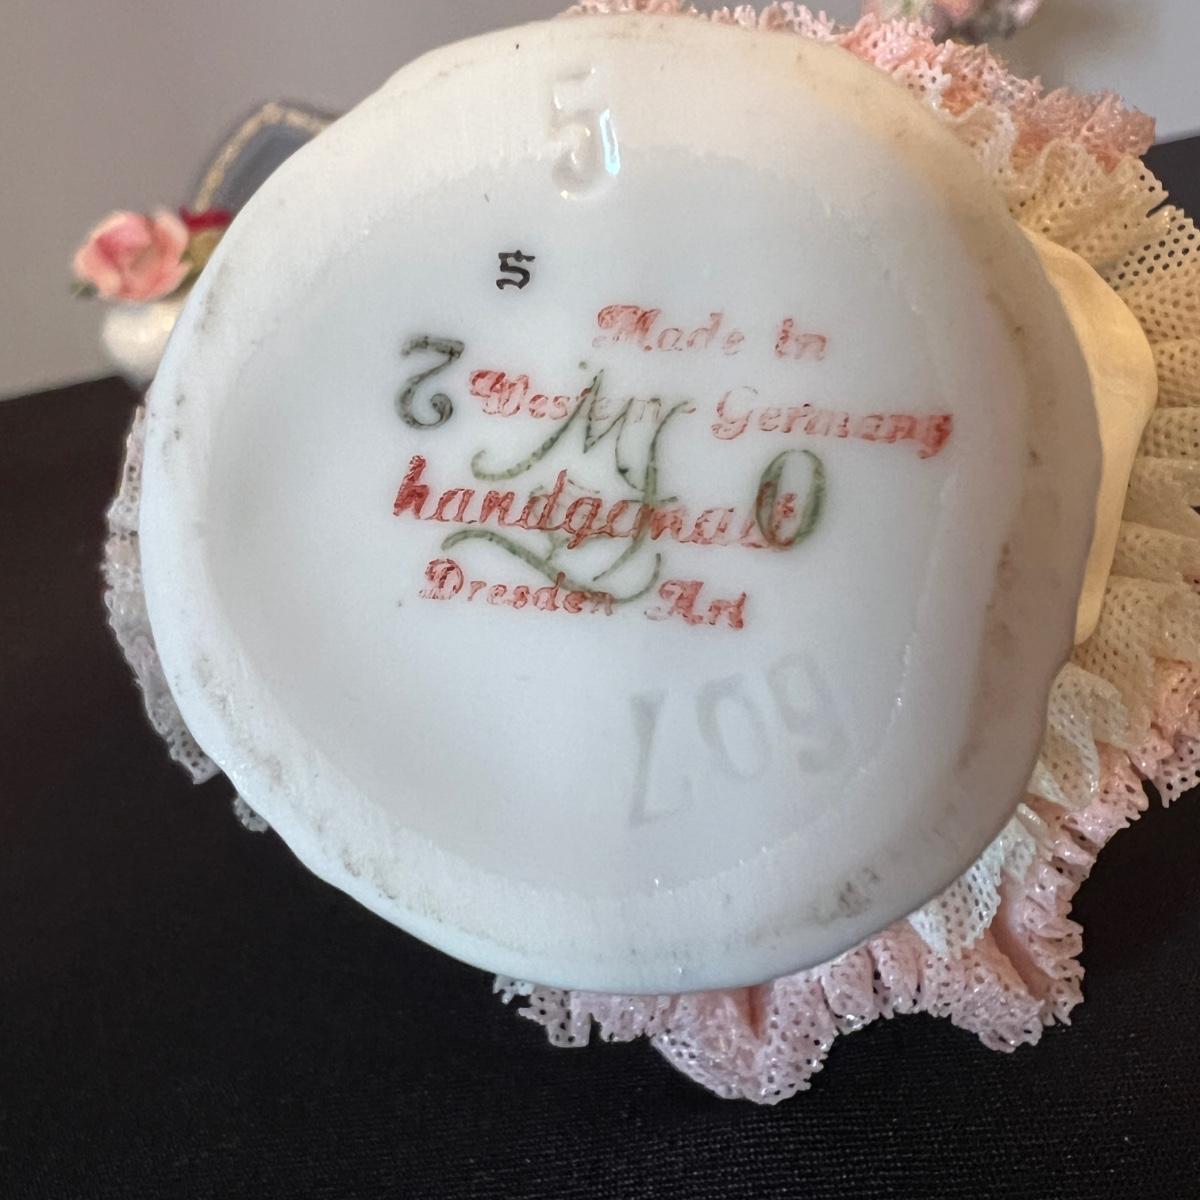 5
5
Made in
Western Germany
handgemalt
Dresden Art
607